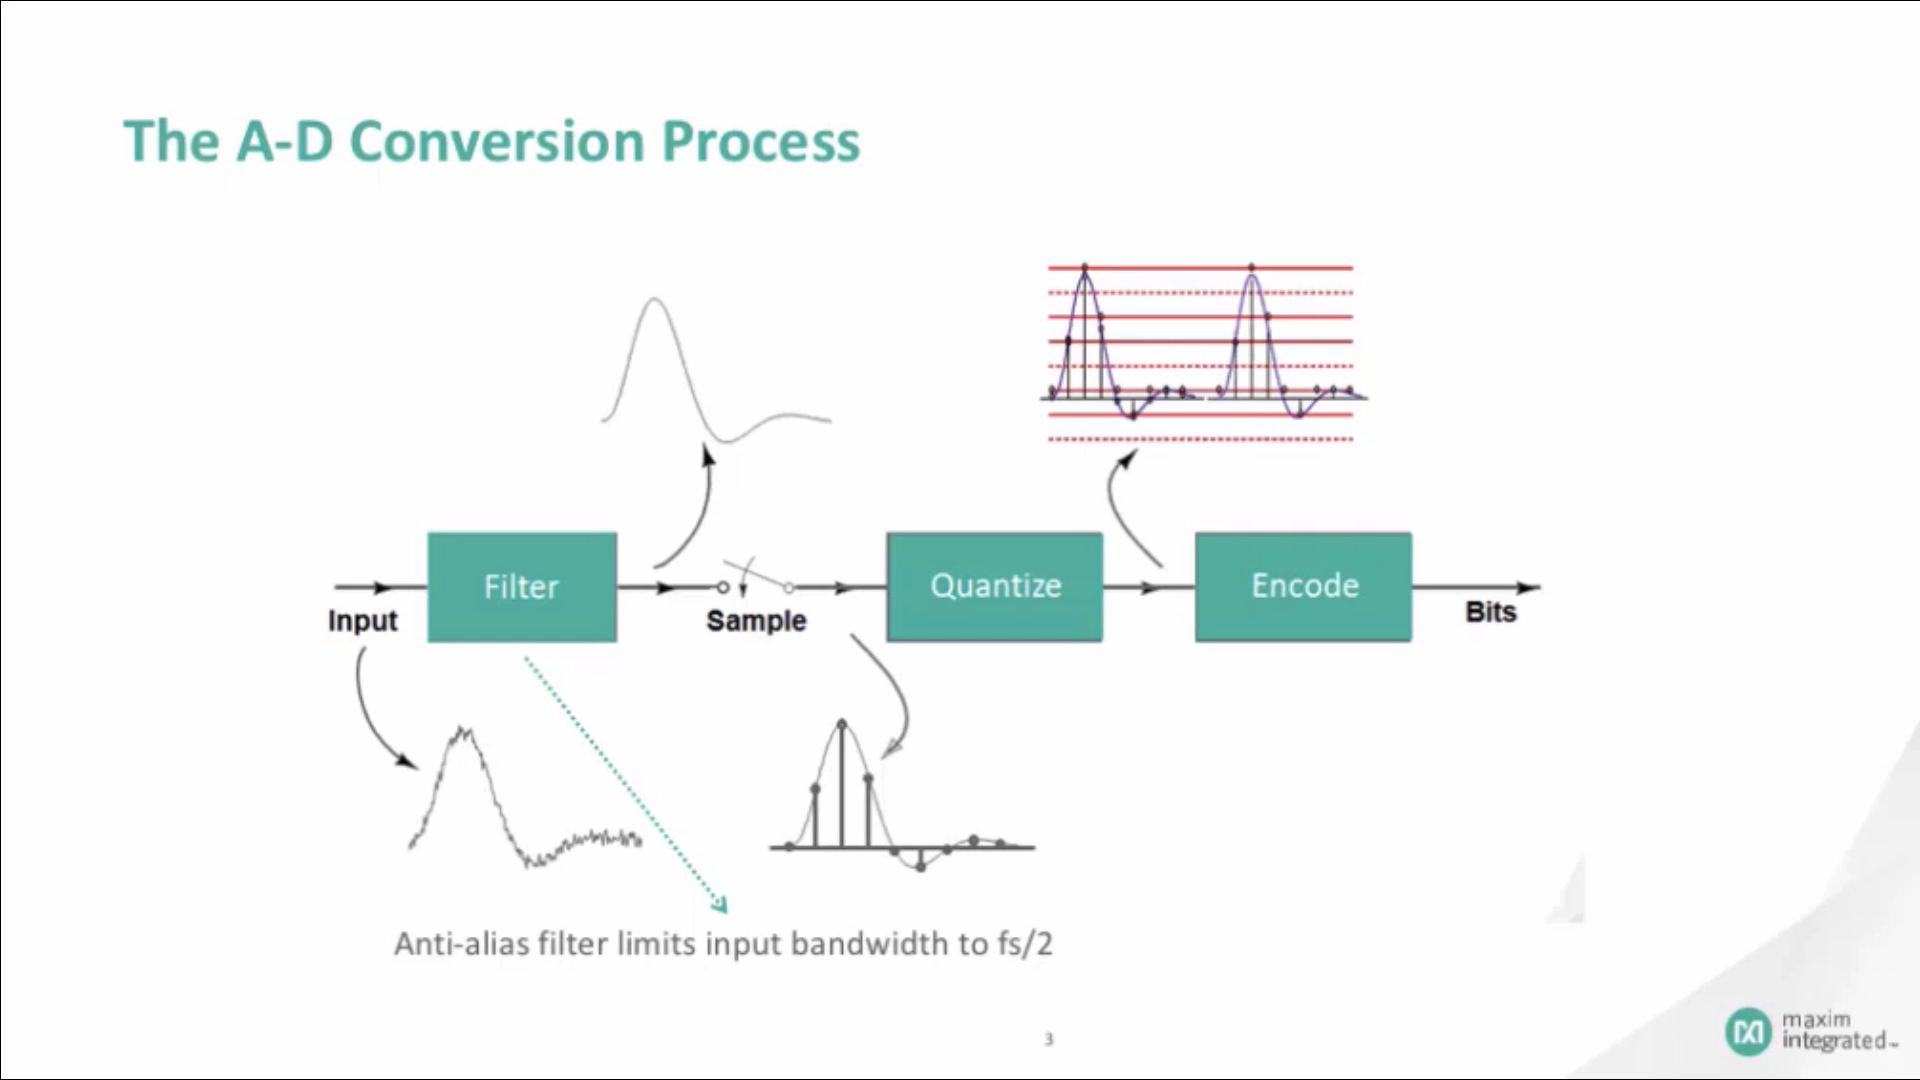 The A-D Conversion Process
Filter
Quantize
Encode
Input
Sample
Bits
Anti-alias filter limits input bandwidth to fs/2
3
maxim
integrated™